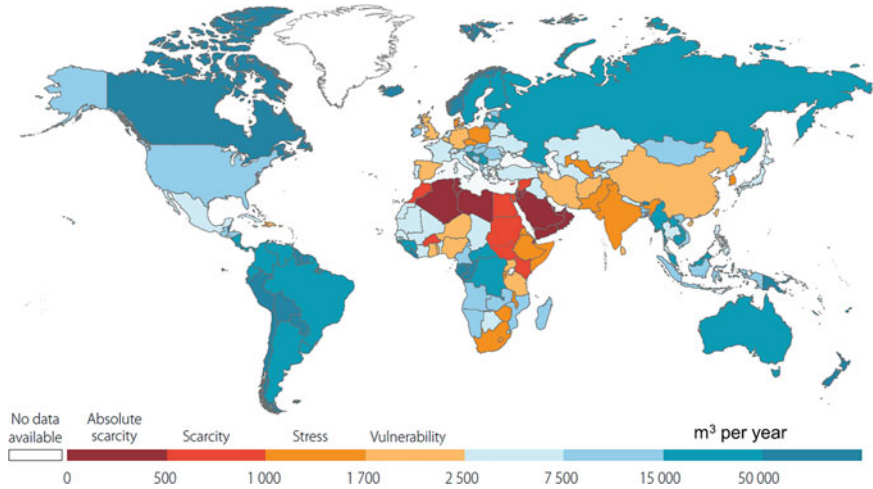 No data
available
Absolute
scarcity
Scarcity
Stress
Vulnerability
m³ per year
0
500
1 000
1 700
2 500
7 500
15 000
50 000